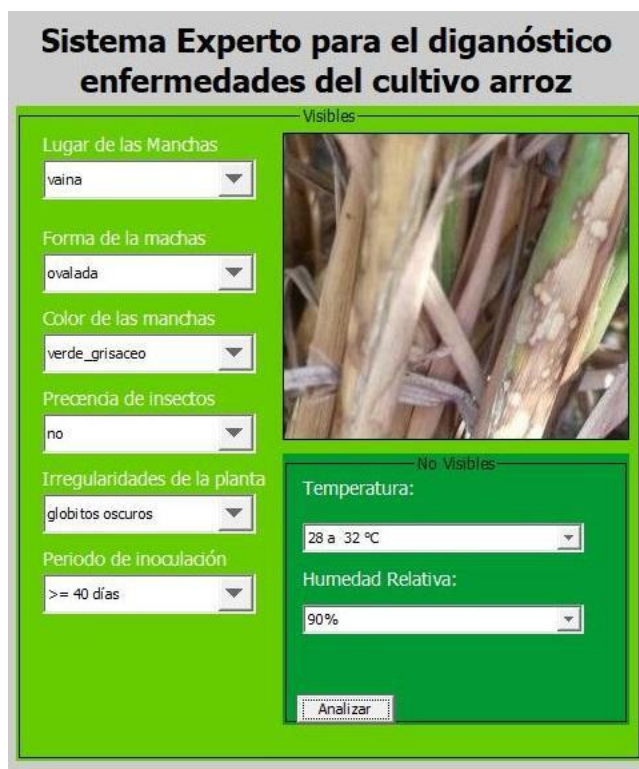 Sistema Experto para el diganóstico
enfermedades del cultivo arroz
Visibles
Lugar de las Manchas
vaina
Forma de la machas
ovalada
Color de las manchas
verde_grisaceo
Precencia de insectos
no
Irregularidades de la planta
globitos oscuros
Periodo de inoculación
>= 40 días
No Visibles
Temperatura:
28 a 32 ºC
Humedad Relativa:
90%
Analizar